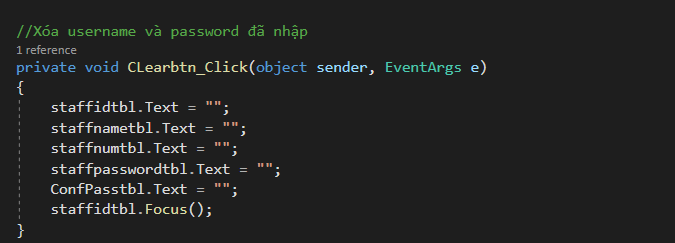 //Xóa username và password đã nhập
1 reference
private void CLearbtn_Click(object sender, EventArgs e)
{
staffidtbl.Text = "";
staffnametbl.Text = "";
staffnumtbl.Text = "";
staffpasswordtbl.Text = "";
ConfPasstbl.Text = "";
staffidtbl.Focus();
}